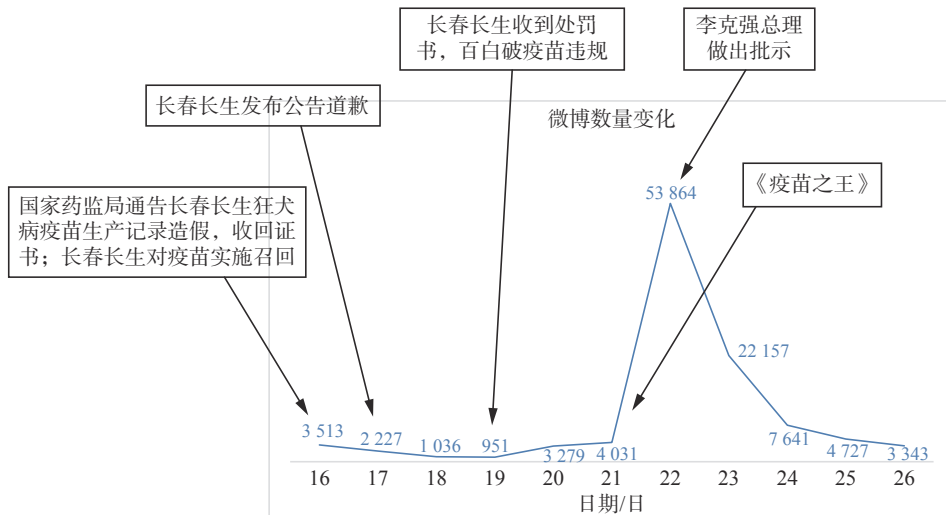 长春长生收到处罚
书，百白破疫苗违规
李克强总理
做出批示
长春长生发布公告道歉
微博数量变化
《疫苗之王》
国家药监局通告长春长生狂犬
病疫苗生产记录造假，收回证
书；长春长生对疫苗实施召回
53 864
22 157
3 513
2 227
1 036
951
3 279
4 031
7 641
4 727
3 343
16 17 18 19 20 21 22 23 24 25 26
日期/日